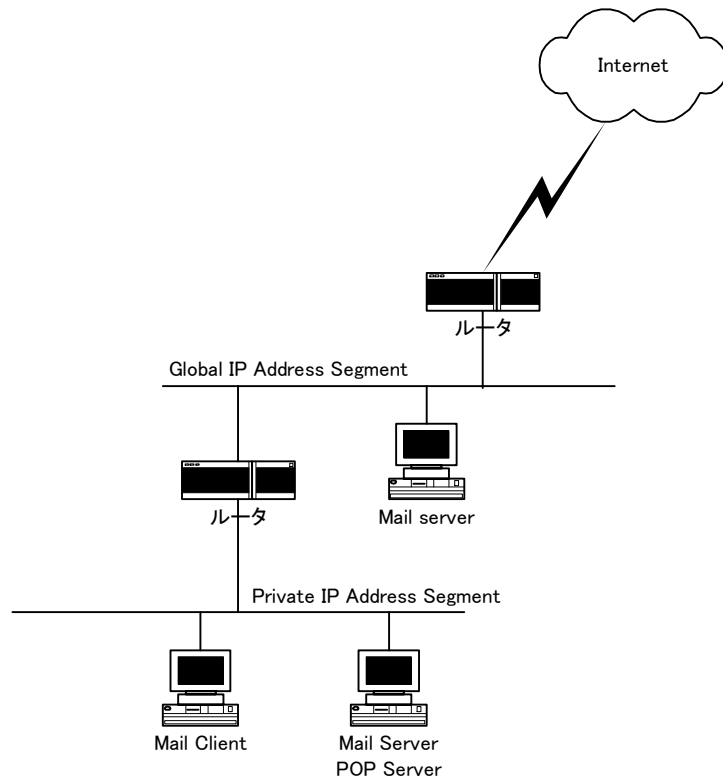 Internet
ルータ
Global IP Address Segment
ルータ
Mail server
Private IP Address Segment
Mail Client
Mail Server
POP Server